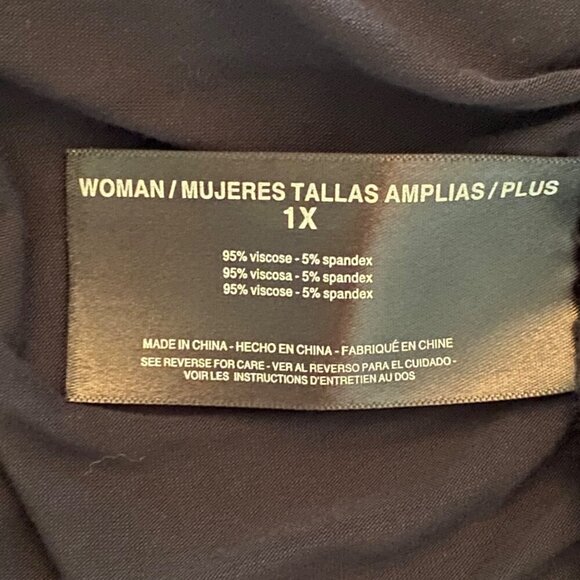 WOMAN / MUJERES TALLAS AMPLIAS / PLUS
1X
95% viscose - 5% spandex
95% viscosa - 5% spandex
95% viscose - 5% spandex
MADE IN CHINA - HECHO EN CHINA - FABRIQUÉ EN CHINE
SEE REVERSE FOR CARE - VER AL REVERSO PARA EL CUIDADO -
VOIR LES INSTRUCTIONS D'ENTRETIEN AU DOS